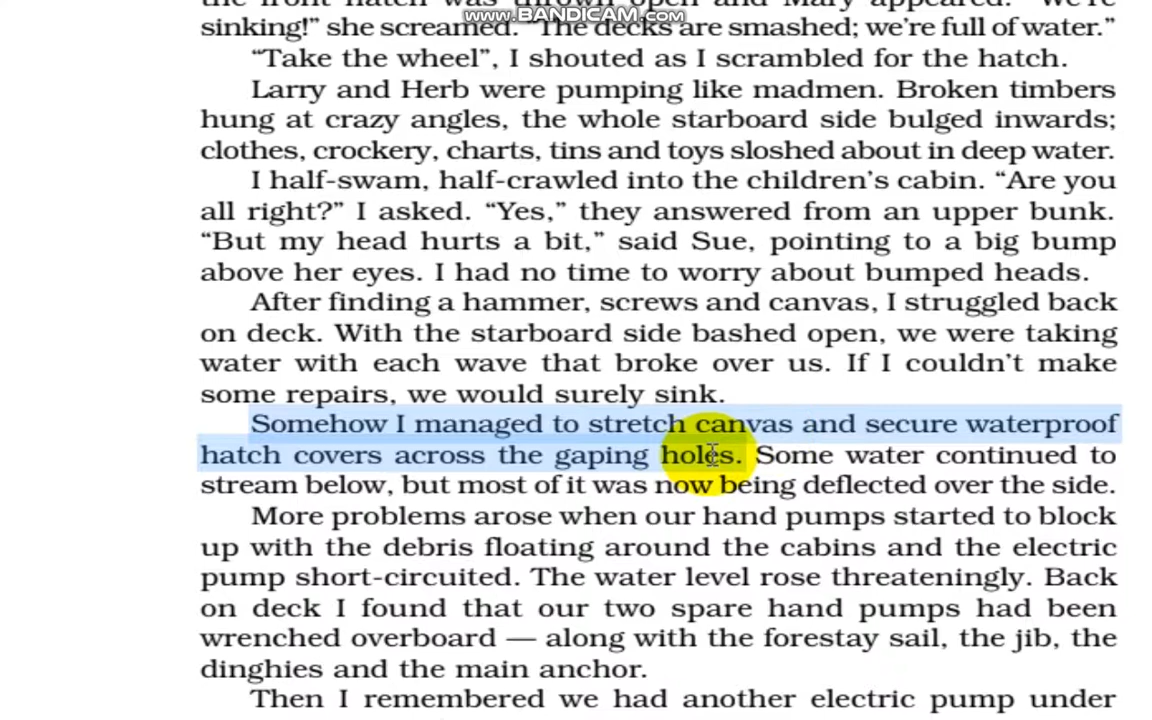 the front hatch was thrown open and Mary appeared. “We’re
www.BANDICAM.com
sinking!” she screamed. “The decks are smashed; we’re full of water.”
“Take the wheel”, I shouted as I scrambled for the hatch.
Larry and Herb were pumping like madmen. Broken timbers
hung at crazy angles, the whole starboard side bulged inwards;
clothes, crockery, charts, tins and toys sloshed about in deep water.
I half-swam, half-crawled into the children’s cabin. “Are you
all right?” I asked. “Yes,” they answered from an upper bunk.
“But my head hurts a bit,” said Sue, pointing to a big bump
above her eyes. I had no time to worry about bumped heads.
After finding a hammer, screws and canvas, I struggled back
on deck. With the starboard side bashed open, we were taking
water with each wave that broke over us. If I couldn’t make
some repairs, we would surely sink.
Somehow I managed to stretch canvas and secure waterproof
hatch covers across the gaping holes. Some water continued to
stream below, but most of it was now being deflected over the side.
More problems arose when our hand pumps started to block
up with the debris floating around the cabins and the electric
pump short-circuited. The water level rose threateningly. Back
on deck I found that our two spare hand pumps had been
wrenched overboard — along with the forestay sail, the jib, the
dinghies and the main anchor.
Then I remembered we had another electric pump under